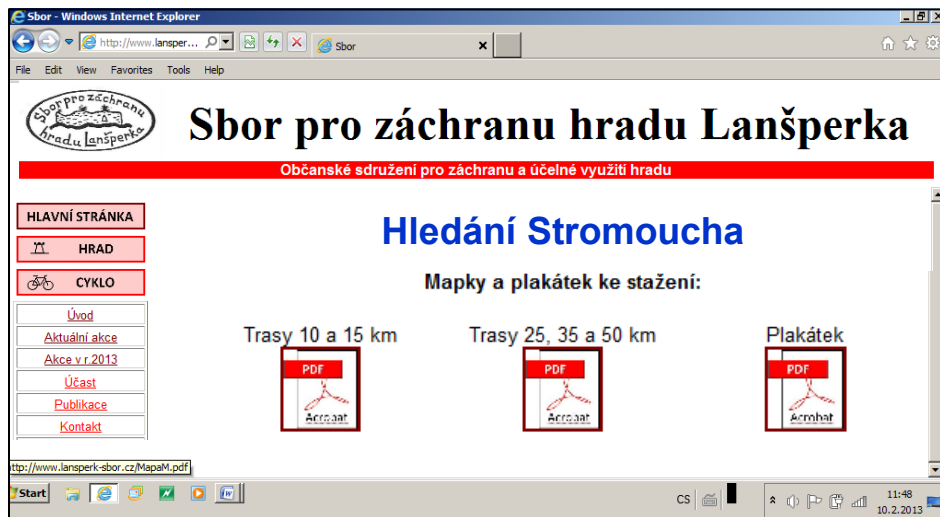 Sbor - Windows Internet Explorer
http://www.lansper...
Sbor
File Edit View Favorites Tools Help
Sbor pro záchranu hradu Lanšperk
Sbor pro záchranu hradu Lanšperka
Občanské sdružení pro záchranu a účelné využití hradu
HLAVNÍ STRÁNKA
HRAD
CYKLO
Úvod
Aktuální akce
Akce v r.2013
Účast
Publikace
Kontakt
Hledání Stromoucha
Mapky a plakátek ke stažení:
Trasy 10 a 15 km Trasy 25, 35 a 50 km Plakátek
PDF PDF PDF
Acrobat Acrobat Acrobat
http://www.lansperk-sbor.cz/MapaM.pdf
Start
CS
11:48
10.2.2013